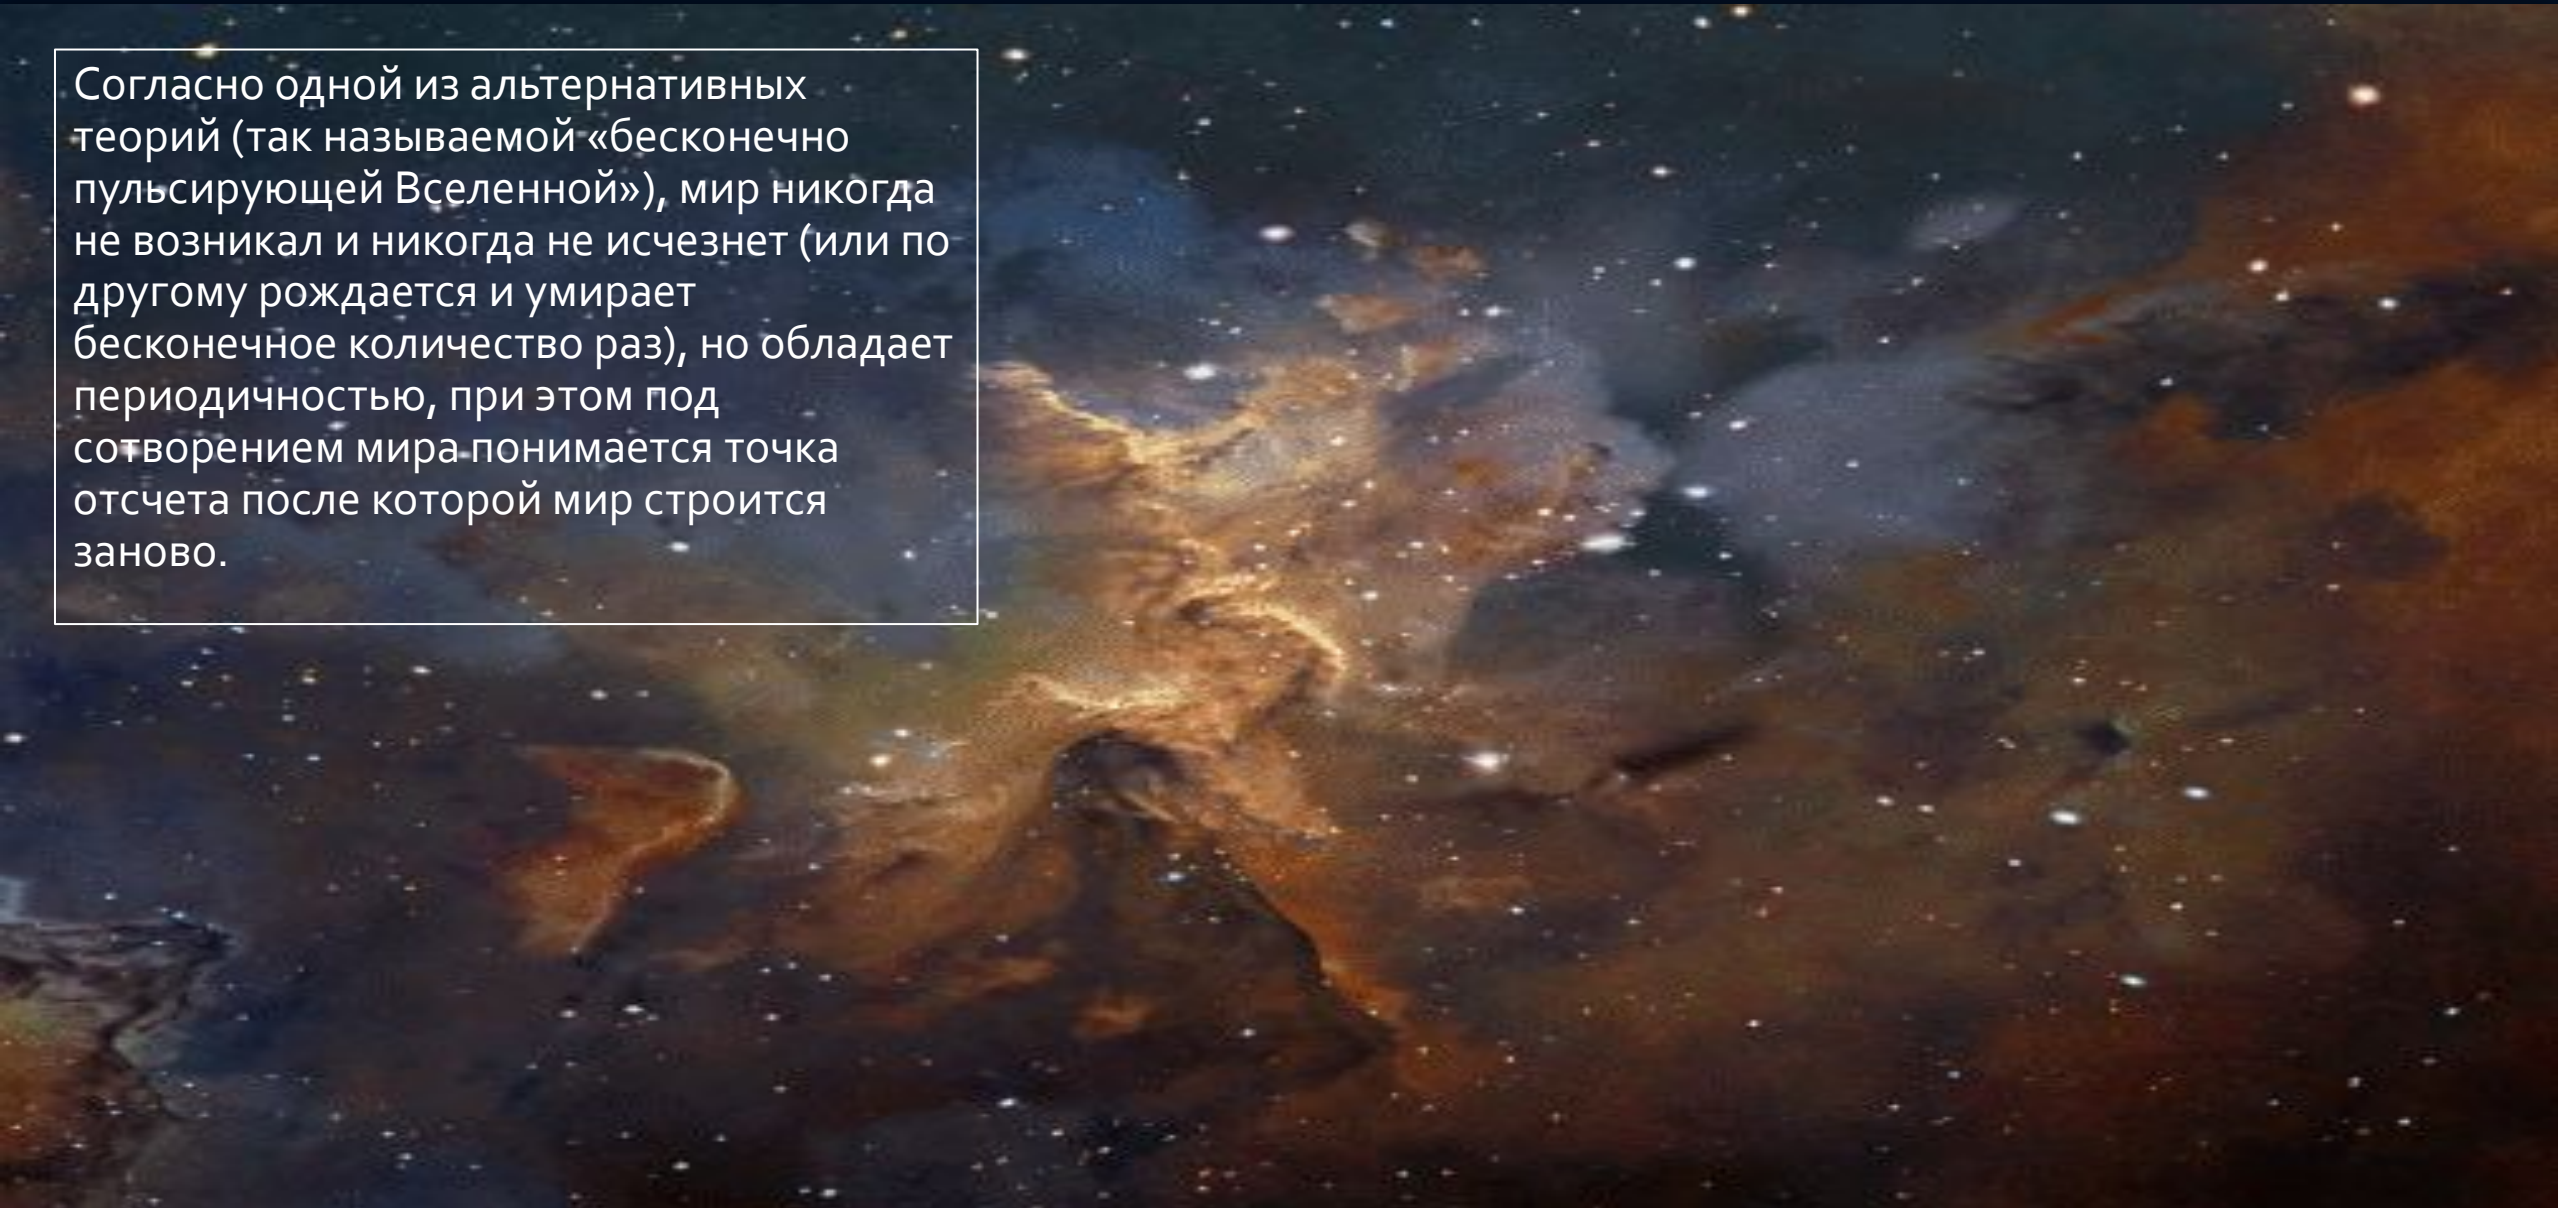 Согласно одной из альтернативных
теорий (так называемой «бесконечно
пульсирующей Вселенной»), мир никогда
не возникал и никогда не исчезнет (или по
другому рождается и умирает
бесконечное количество раз), но обладает
периодичностью, при этом под
сотворением мира понимается точка
отсчета после которой мир строится
заново.